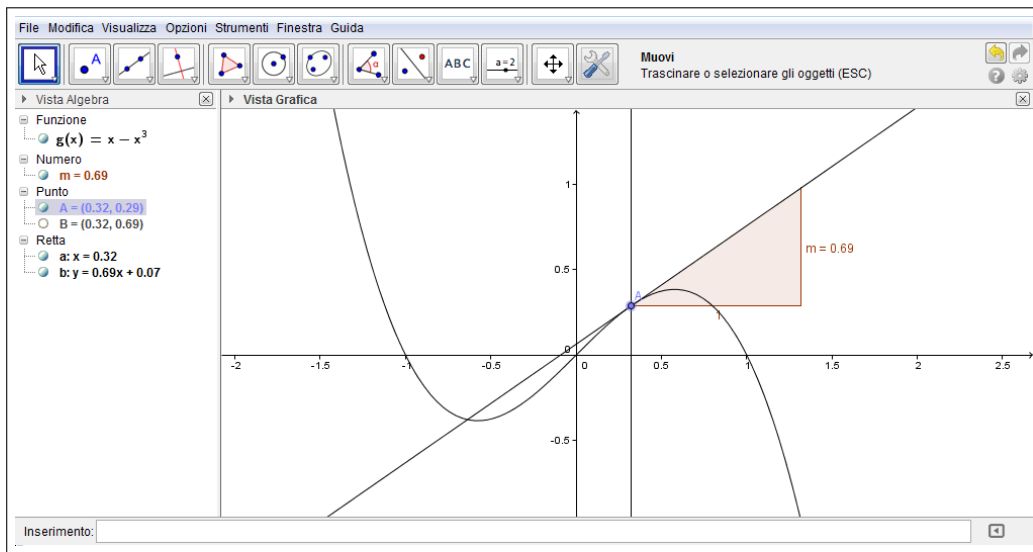 File Modifica Visualizza Opzioni Strumenti Finestra Guida
A
α
ABC
a=2
Muovi
Trascinare o selezionare gli oggetti (ESC)
Vista Algebra
Vista Grafica
Funzione
g(x) = x − x³
Numero
m = 0.69
Punto
A = (0.32, 0.29)
B = (0.32, 0.69)
Retta
a: x = 0.32
b: y = 0.69x + 0.07
1
0.5
0
-0.5
-2
-1.5
-1
-0.5
0
0.5
1
1.5
2
2.5
A
1
m = 0.69
Inserimento: